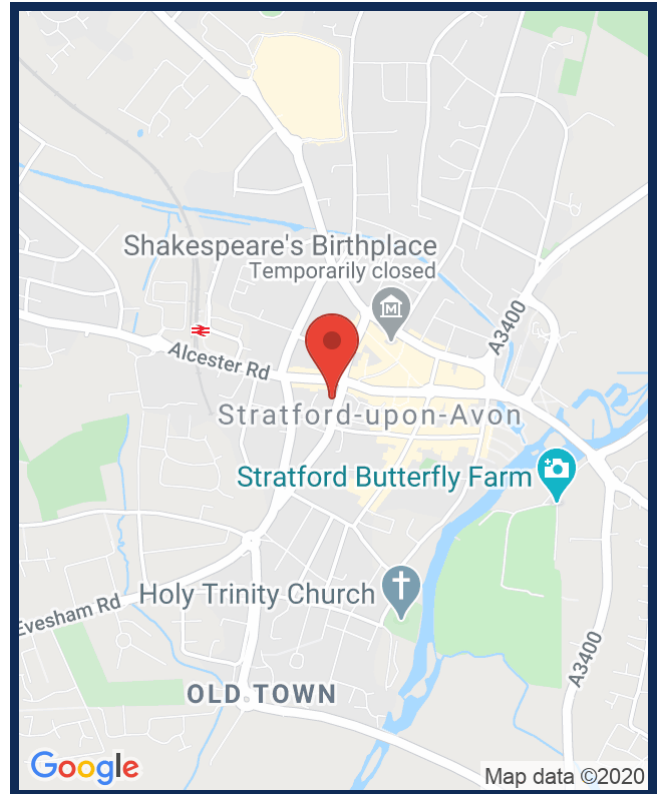 Shakespeare's Birthplace
Temporarily closed
M
A3400
Alcester Rd
Stratford-upon-Avon
Stratford Butterfly Farm
Holy Trinity Church
Evesham Rd
A3400
OLD TOWN
Google
Map data ©2020